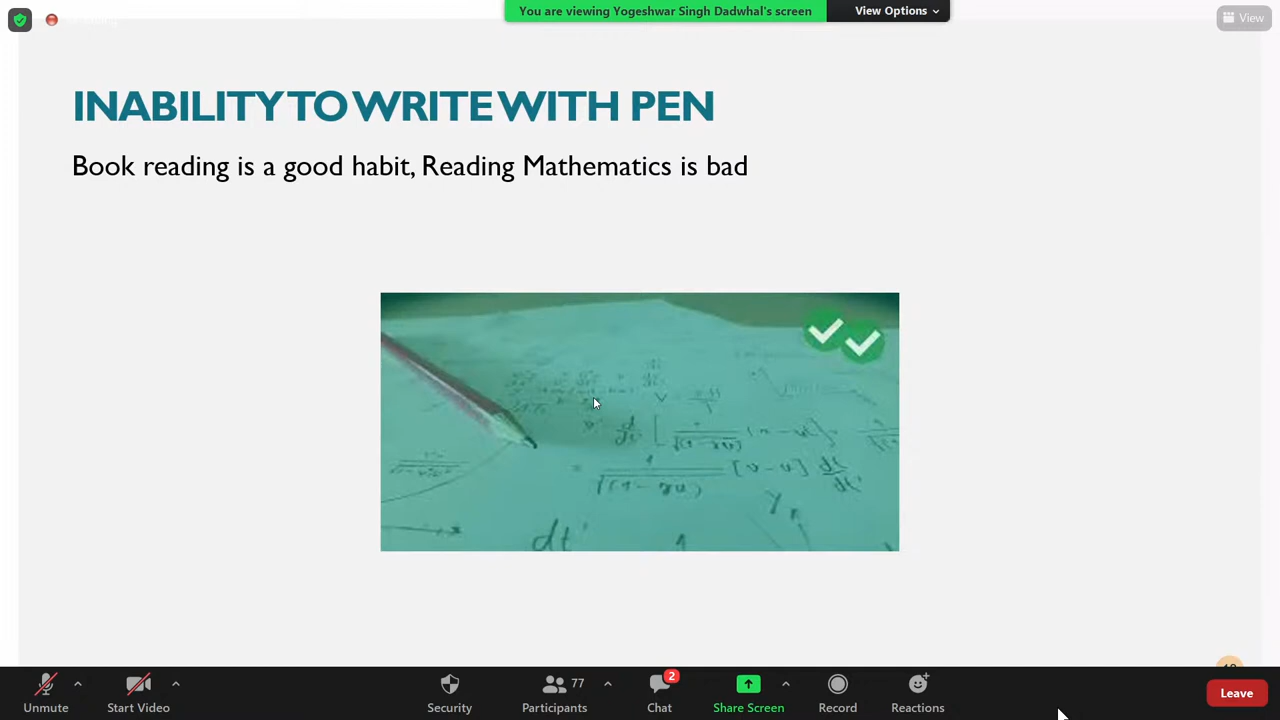 You are viewing Yogeshwar Singh Dadwhal's screen
View Options
View
INABILITY TO WRITE WITH PEN
Book reading is a good habit, Reading Mathematics is bad
dt'
Unmute
Start Video
Security
77
Participants
2
Chat
Share Screen
Record
Reactions
Leave